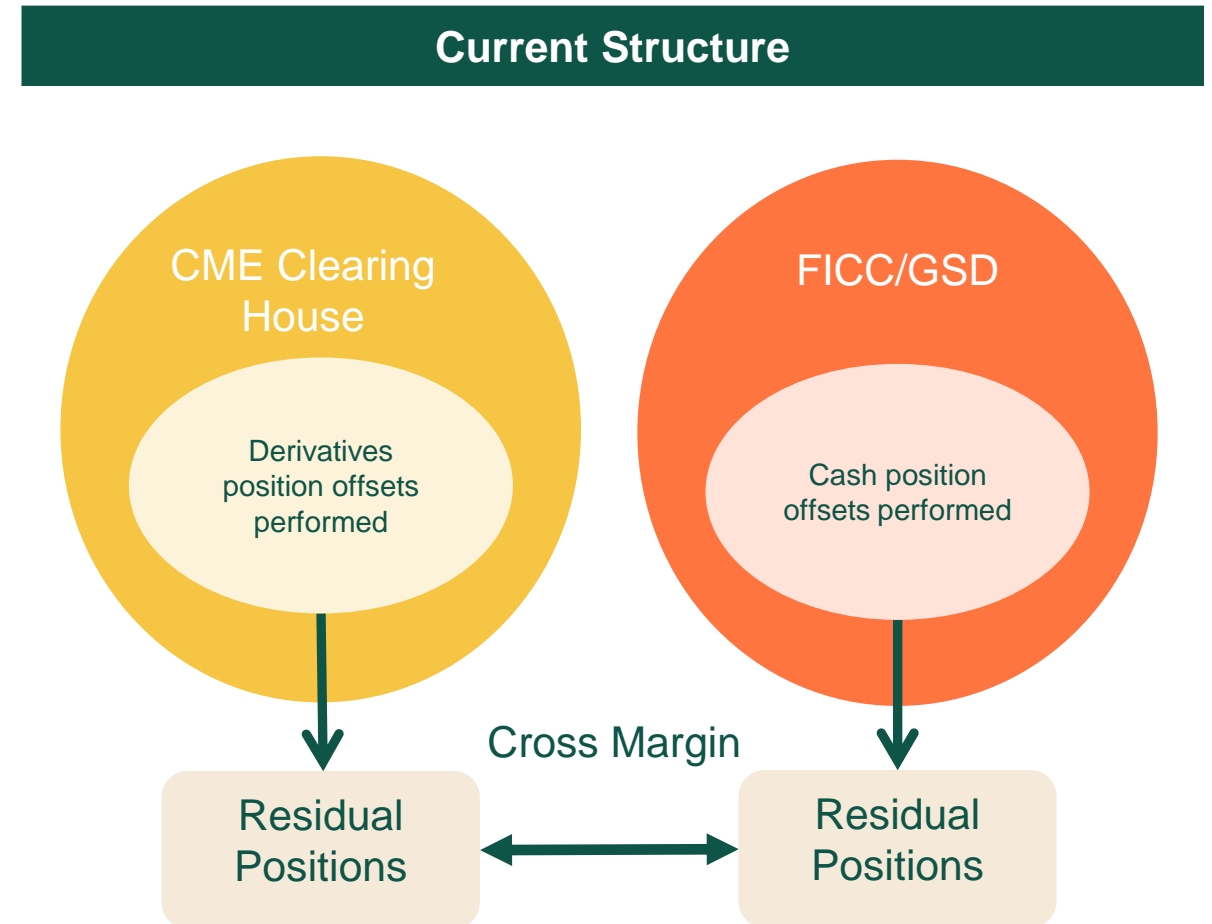 Current Structure
CME Clearing
House
FICC/GSD
Derivatives
position offsets
performed
Cash position
offsets performed
Cross Margin
Residual
Positions
Residual
Positions